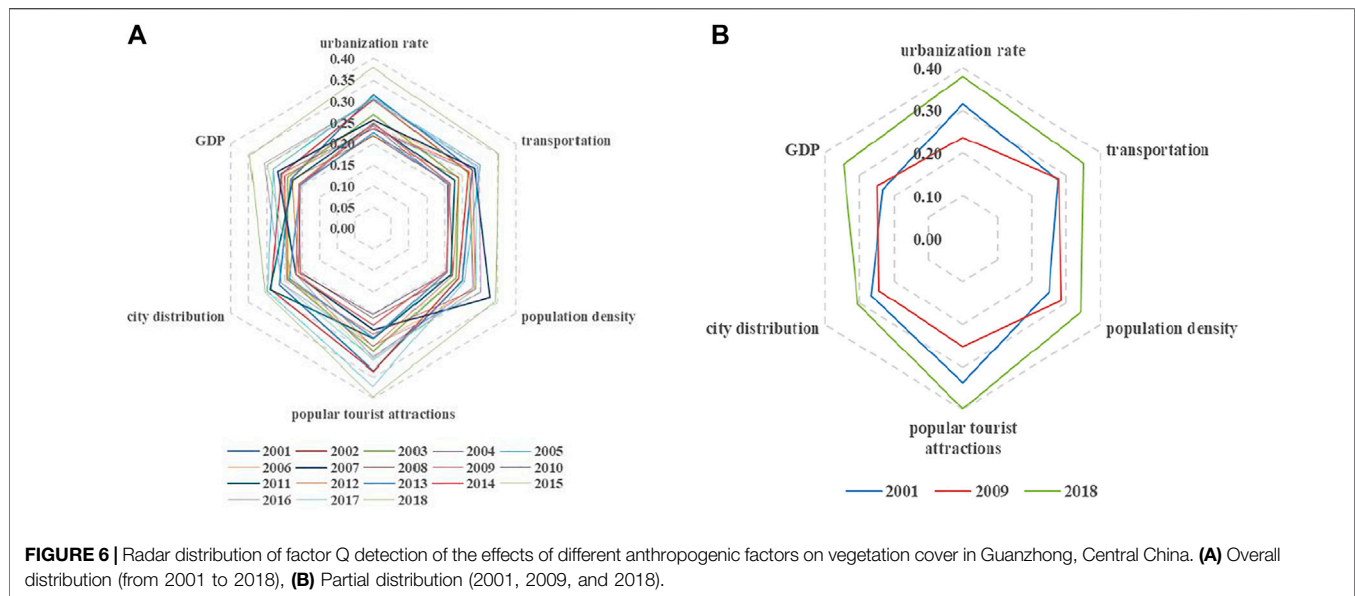 A
urbanization rate
0.40
0.35
0.30
0.25
0.20
0.15
0.10
0.05
0.00
GDP
transportation
city distribution
population density
popular tourist attractions
2001 2002 2003 2004 2005
2006 2007 2008 2009 2010
2011 2012 2013 2014 2015
2016 2017 2018
B
urbanization rate
0.40
0.30
0.20
0.10
0.00
GDP
transportation
city distribution
population density
popular tourist
attractions
2001 2009 2018
FIGURE 6 | Radar distribution of factor Q detection of the effects of different anthropogenic factors on vegetation cover in Guanzhong, Central China. (A) Overall
distribution (from 2001 to 2018), (B) Partial distribution (2001, 2009, and 2018).